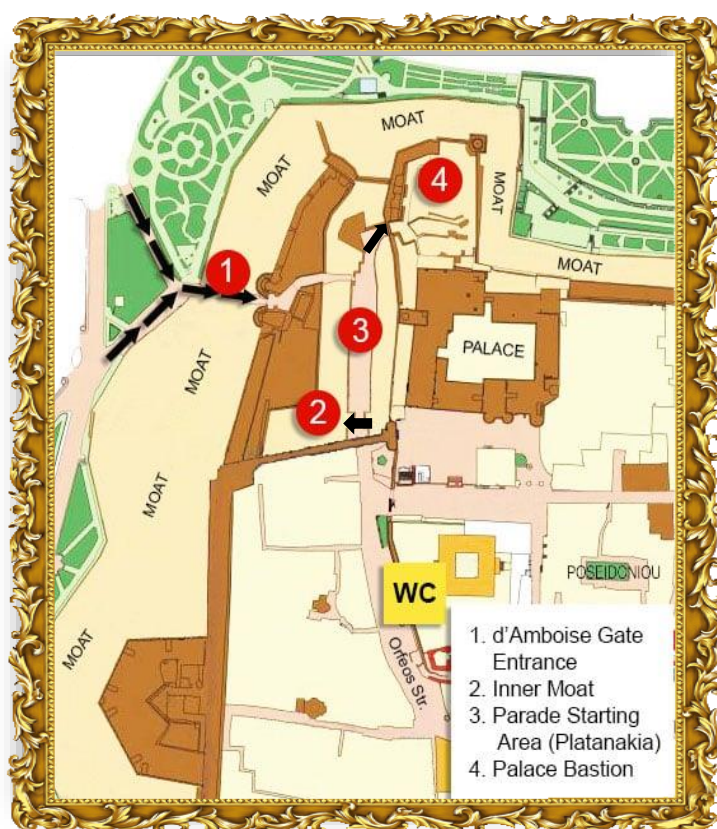 MOAT
MOAT
MOAT
MOAT
MOAT
MOAT
MOAT
4
1
3
PALACE
2
WC
POSEIDONIOU
Orfeos Str.
1. d'Amboise Gate
Entrance
2. Inner Moat
3. Parade Starting
Area (Platanakia)
4. Palace Bastion